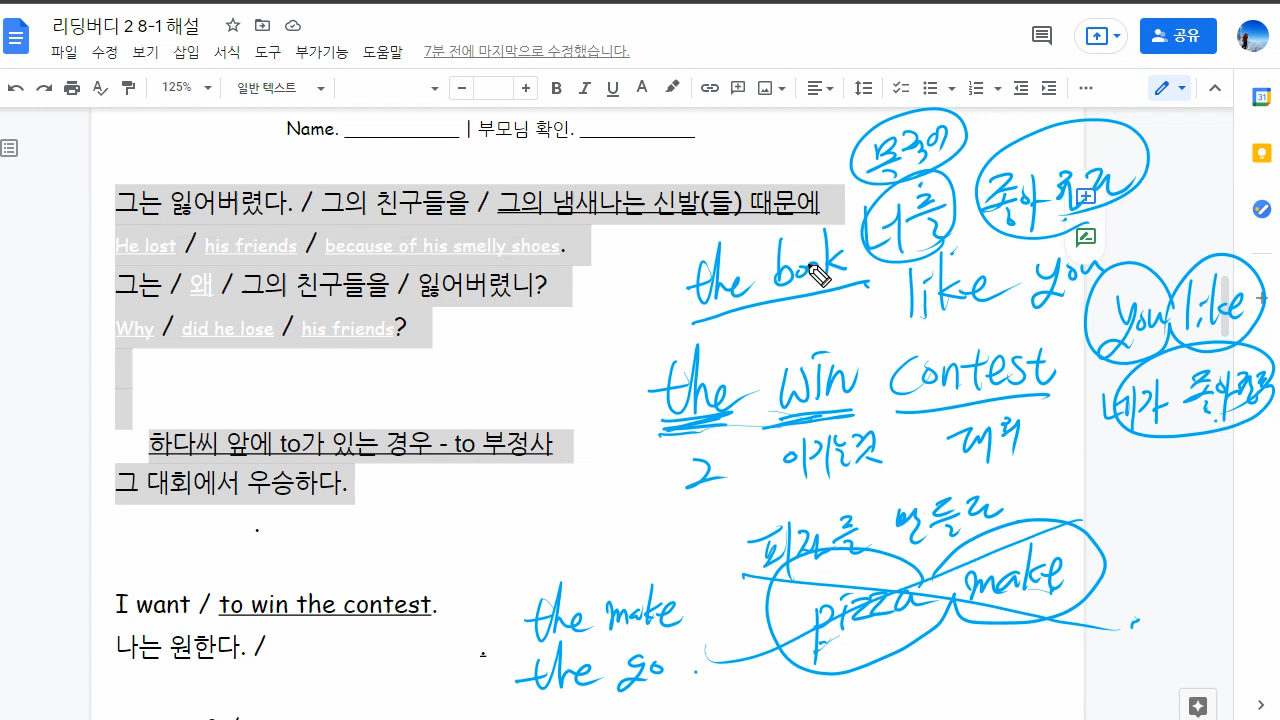 리딩버디 2 8-1 해설
파일 수정 보기 삽입 서식 도구 부가기능 도움말 7분 전에 마지막으로 수정했습니다.
공유
125% 일반 텍스트
Name. ____________ | 부모님 확인. ____________
그는 잃어버렸다. / 그의 친구들을 / 그의 냄새나는 신발(들) 때문에
He lost / his friends / because of his smelly shoes.
그는 / 왜 / 그의 친구들을 / 잃어버렸니?
Why / did he lose / his friends?
하다씨 앞에 to가 있는 경우 - to 부정사
그 대회에서 우승하다.
.
I want / to win the contest.
나는 원한다. / .
목적어
너를 좋아한다
the book like you
you like
네가
the win contest
그 이기는것 대회
피자를 만들다
pizza make
the make
the go .
31